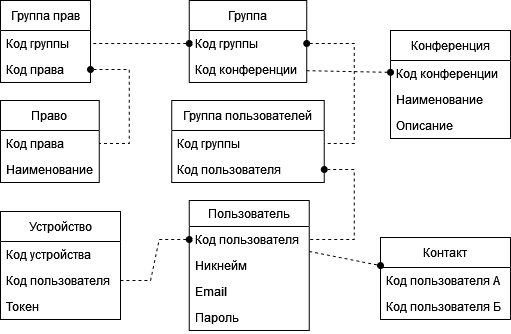 Группа прав
Код группы
Код права
Группа
Код группы
Код конференции
Конференция
Код конференции
Наименование
Описание
Право
Код права
Наименование
Группа пользователей
Код группы
Код пользователя
Устройство
Код устройства
Код пользователя
Токен
Пользователь
Код пользователя
Никнейм
Email
Пароль
Контакт
Код пользователя А
Код пользователя Б